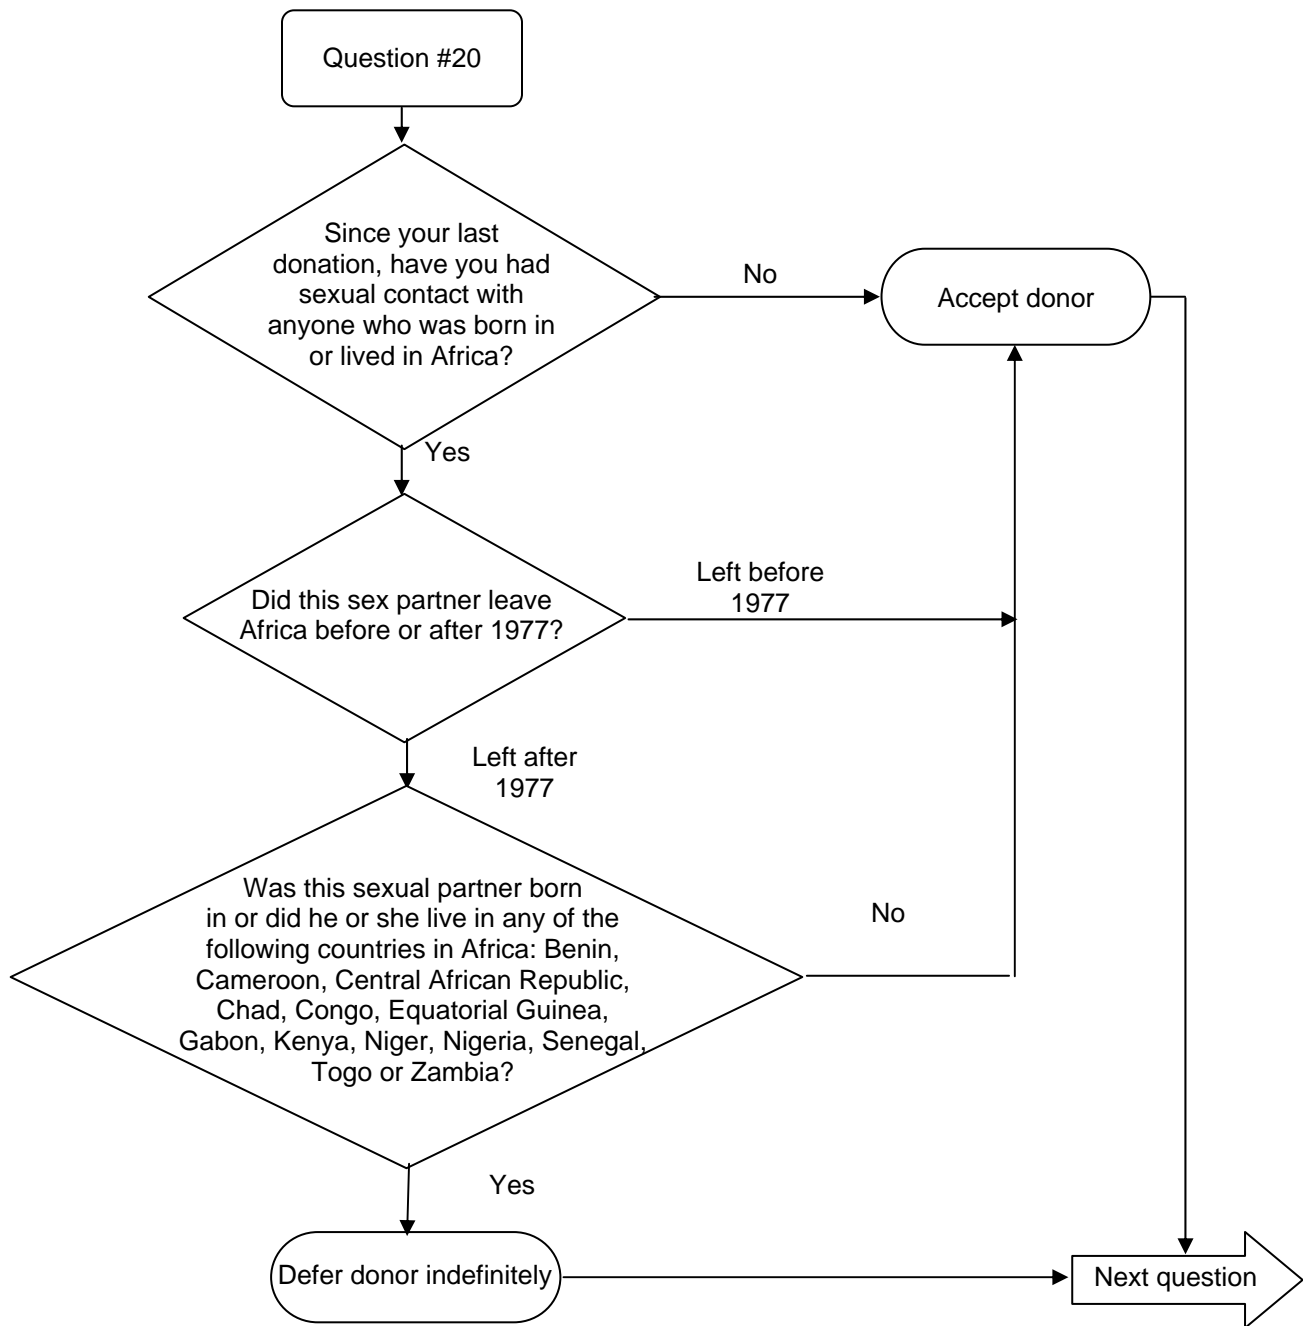 Question #20
Since your last
donation, have you had
sexual contact with
anyone who was born in
or lived in Africa?
No
Accept donor
Yes
Did this sex partner leave
Africa before or after 1977?
Left before
1977
Left after
1977
Was this sexual partner born
in or did he or she live in any of the
following countries in Africa: Benin,
Cameroon, Central African Republic,
Chad, Congo, Equatorial Guinea,
Gabon, Kenya, Niger, Nigeria, Senegal,
Togo or Zambia?
No
Yes
Defer donor indefinitely
Next question